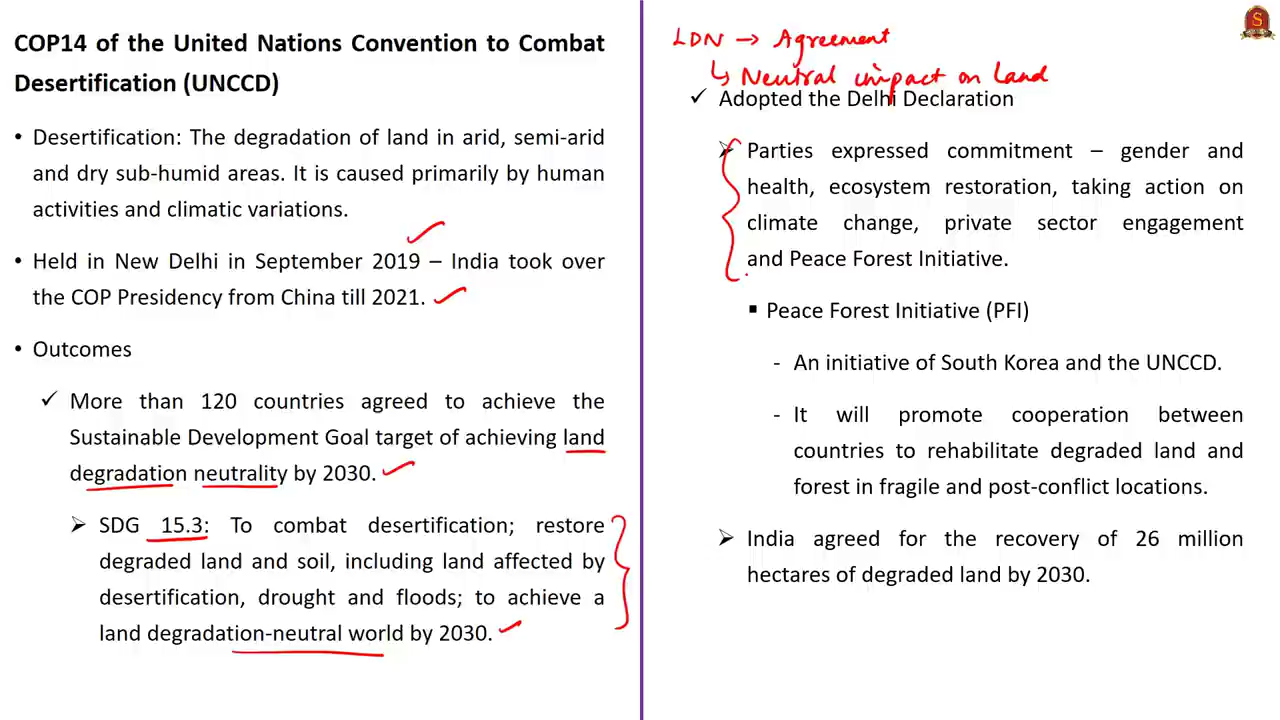 COP14 of the United Nations Convention to Combat
Desertification (UNCCD)
• Desertification: The degradation of land in arid, semi-arid
and dry sub-humid areas. It is caused primarily by human
activities and climatic variations.
• Held in New Delhi in September 2019 – India took over
the COP Presidency from China till 2021.
• Outcomes
✓ More than 120 countries agreed to achieve the
Sustainable Development Goal target of achieving land
degradation neutrality by 2030.
➢ SDG 15.3: To combat desertification; restore
degraded land and soil, including land affected by
desertification, drought and floods; to achieve a
land degradation-neutral world by 2030.
LDN → Agreement
↳ Neutral impact on Land
✓ Adopted the Delhi Declaration
➢ Parties expressed commitment – gender and
health, ecosystem restoration, taking action on
climate change, private sector engagement
and Peace Forest Initiative.
▪ Peace Forest Initiative (PFI)
- An initiative of South Korea and the UNCCD.
- It will promote cooperation between
countries to rehabilitate degraded land and
forest in fragile and post-conflict locations.
➢ India agreed for the recovery of 26 million
hectares of degraded land by 2030.
S